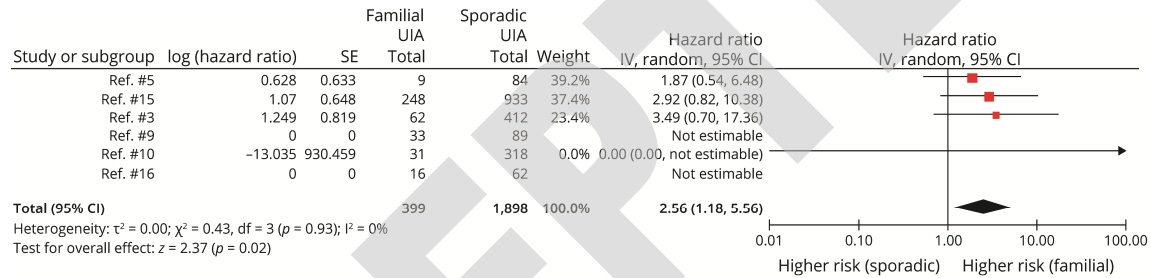 Study or subgroup log (hazard ratio) SE Familial UIA Total Sporadic UIA Total Weight Hazard ratio IV, random, 95% CI Hazard ratio IV, random, 95% CI
Ref. #5 0.628 0.633 9 84 39.2% 1.87 (0.54, 6.48)
Ref. #15 1.07 0.648 248 933 37.4% 2.92 (0.82, 10.38)
Ref. #3 1.249 0.819 62 412 23.4% 3.49 (0.70, 17.36)
Ref. #9 0 0 33 89 Not estimable
Ref. #10 –13.035 930.459 31 318 0.0% 0.00 (0.00, not estimable)
Ref. #16 0 0 16 62 Not estimable
Total (95% CI) 399 1,898 100.0% 2.56 (1.18, 5.56)
Heterogeneity: τ² = 0.00; χ² = 0.43, df = 3 (p = 0.93); I² = 0%
Test for overall effect: z = 2.37 (p = 0.02)
0.01 0.10 1.00 10.00 100.00
Higher risk (sporadic) Higher risk (familial)